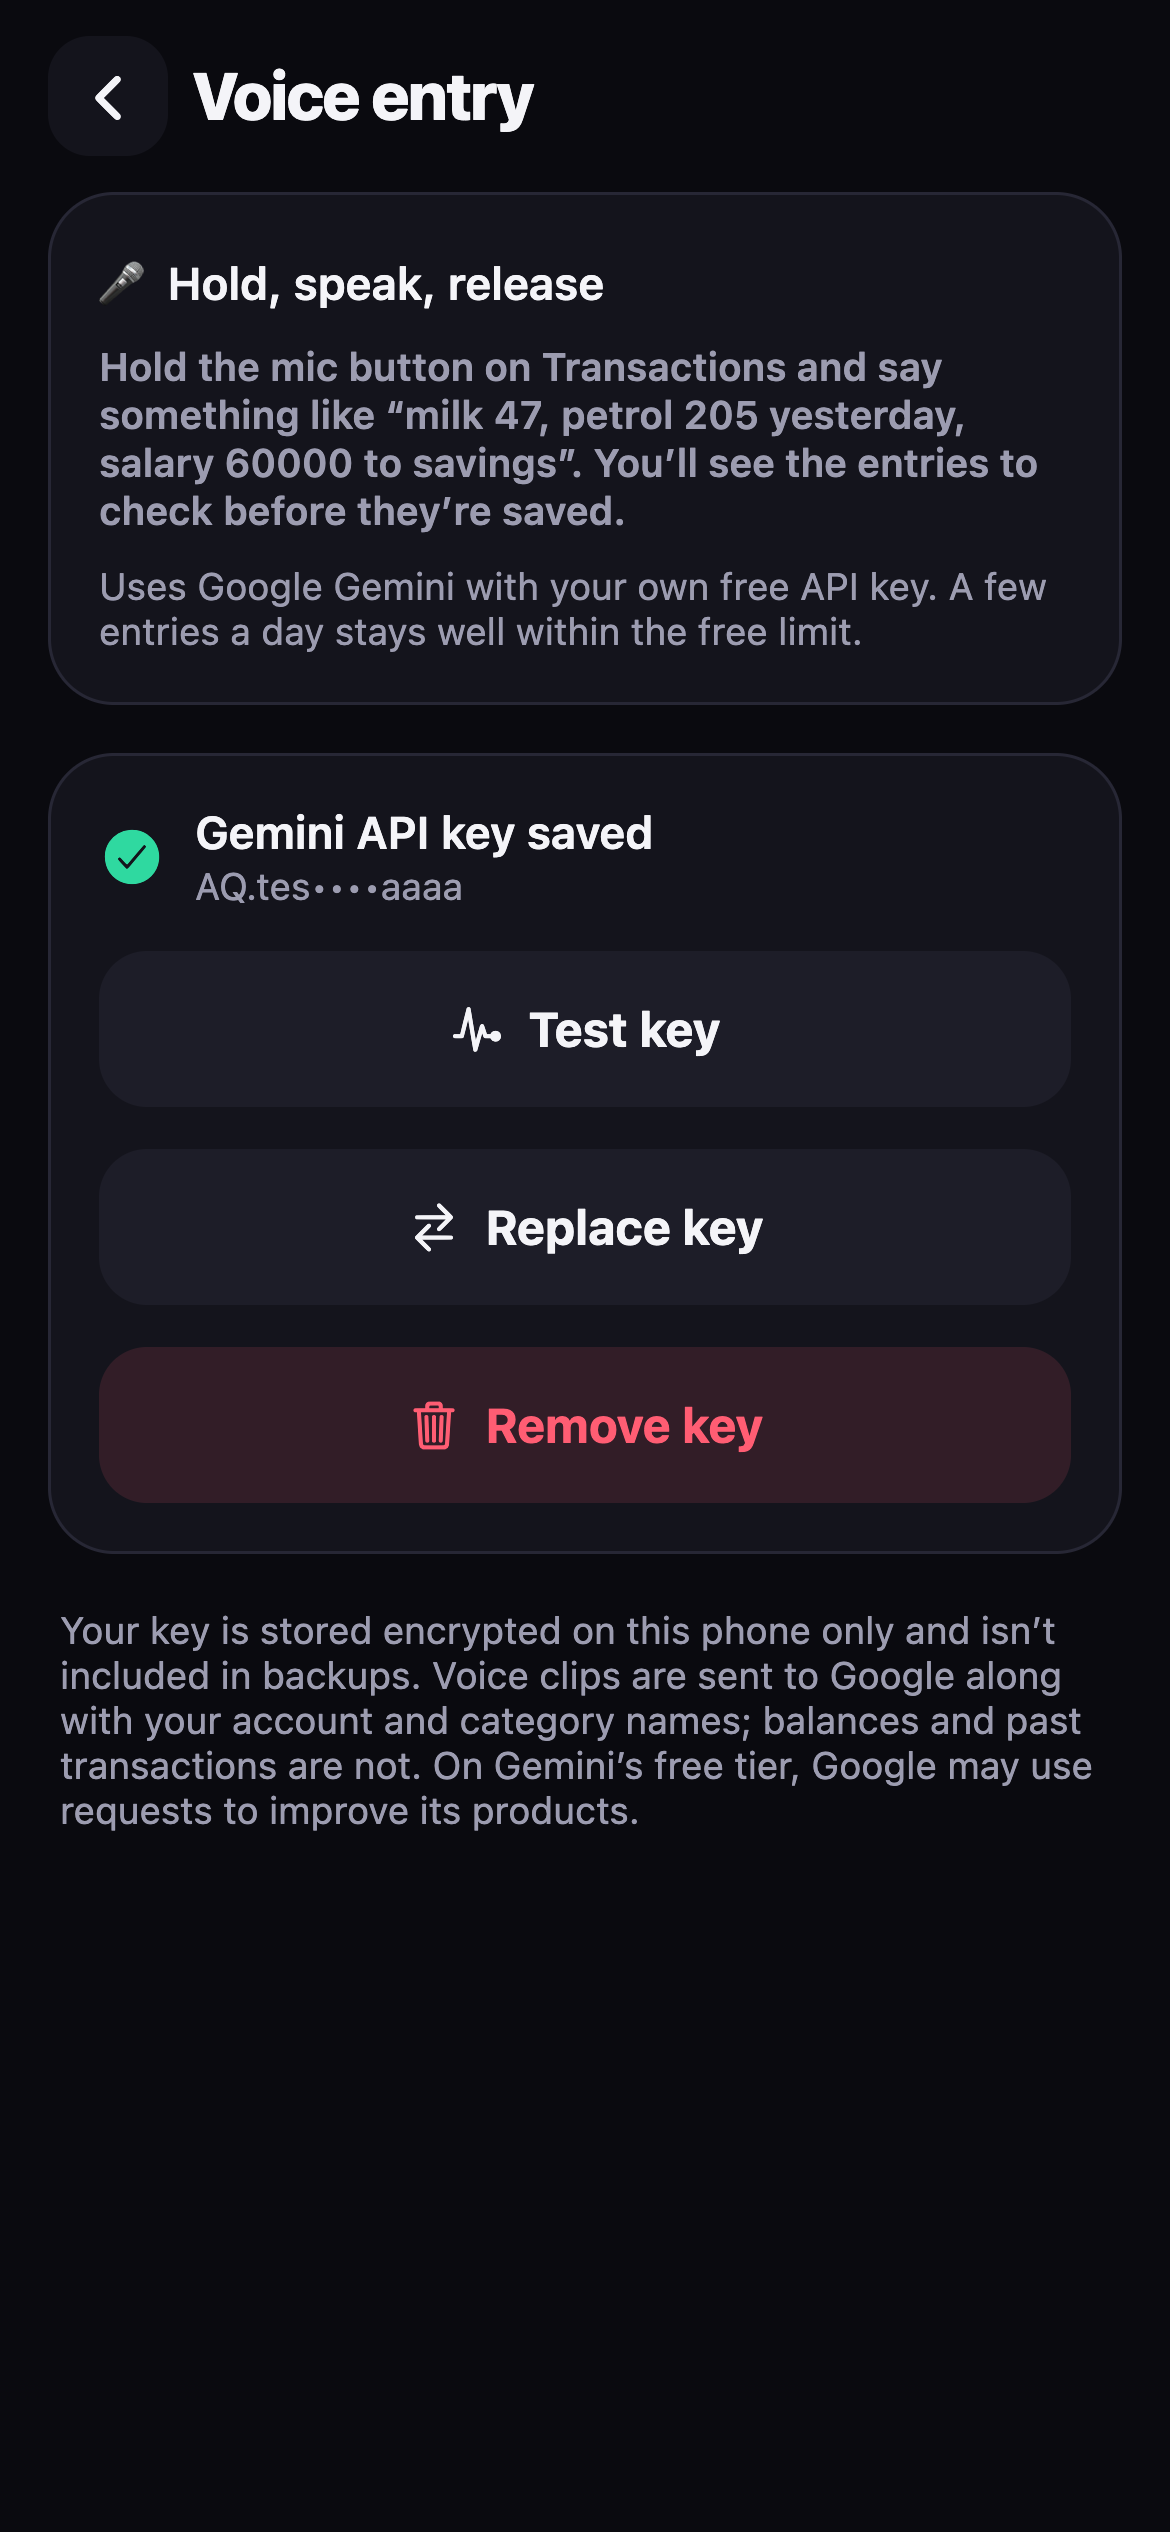 Voice entry
Hold, speak, release
Hold the mic button on Transactions and say
something like “milk 47, petrol 205 yesterday,
salary 60000 to savings”. You’ll see the entries to
check before they’re saved.
Uses Google Gemini with your own free API key. A few
entries a day stays well within the free limit.
Gemini API key saved
AQ.tes••••aaaa
Test key
Replace key
Remove key
Your key is stored encrypted on this phone only and isn’t
included in backups. Voice clips are sent to Google along
with your account and category names; balances and past
transactions are not. On Gemini’s free tier, Google may use
requests to improve its products.